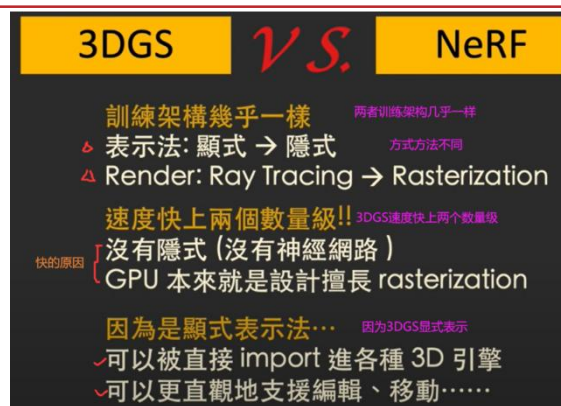 3DGS VS. NeRF
訓練架構幾乎一樣 两者训练架构几乎一样
表示法: 顯式 → 隱式 方式方法不同
Render: Ray Tracing → Rasterization
速度快上兩個數量級!! 3DGS速度快上两个数量级
快的原因 沒有隱式 (沒有神經網路)
GPU 本來就是設計擅長 rasterization
因為是顯式表示法… 因为3DGS显式表示
可以被直接 import 進各種 3D 引擎
可以更直觀地支援編輯、移動……